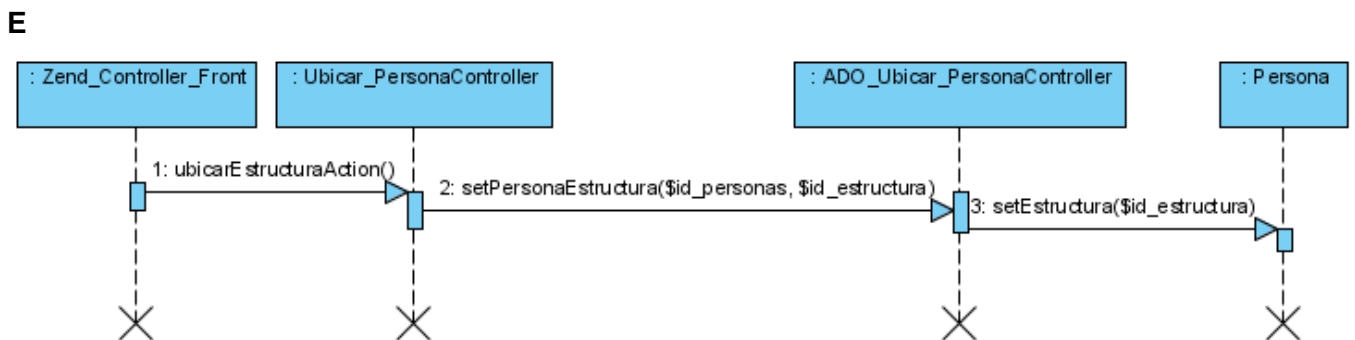 E
: Zend_Controller_Front
: Ubicar_PersonaController
: ADO_Ubicar_PersonaController
: Persona
1: ubicarEstructuraAction()
2: setPersonaEstructura($id_personas, $id_estructura)
3: setEstructura($id_estructura)